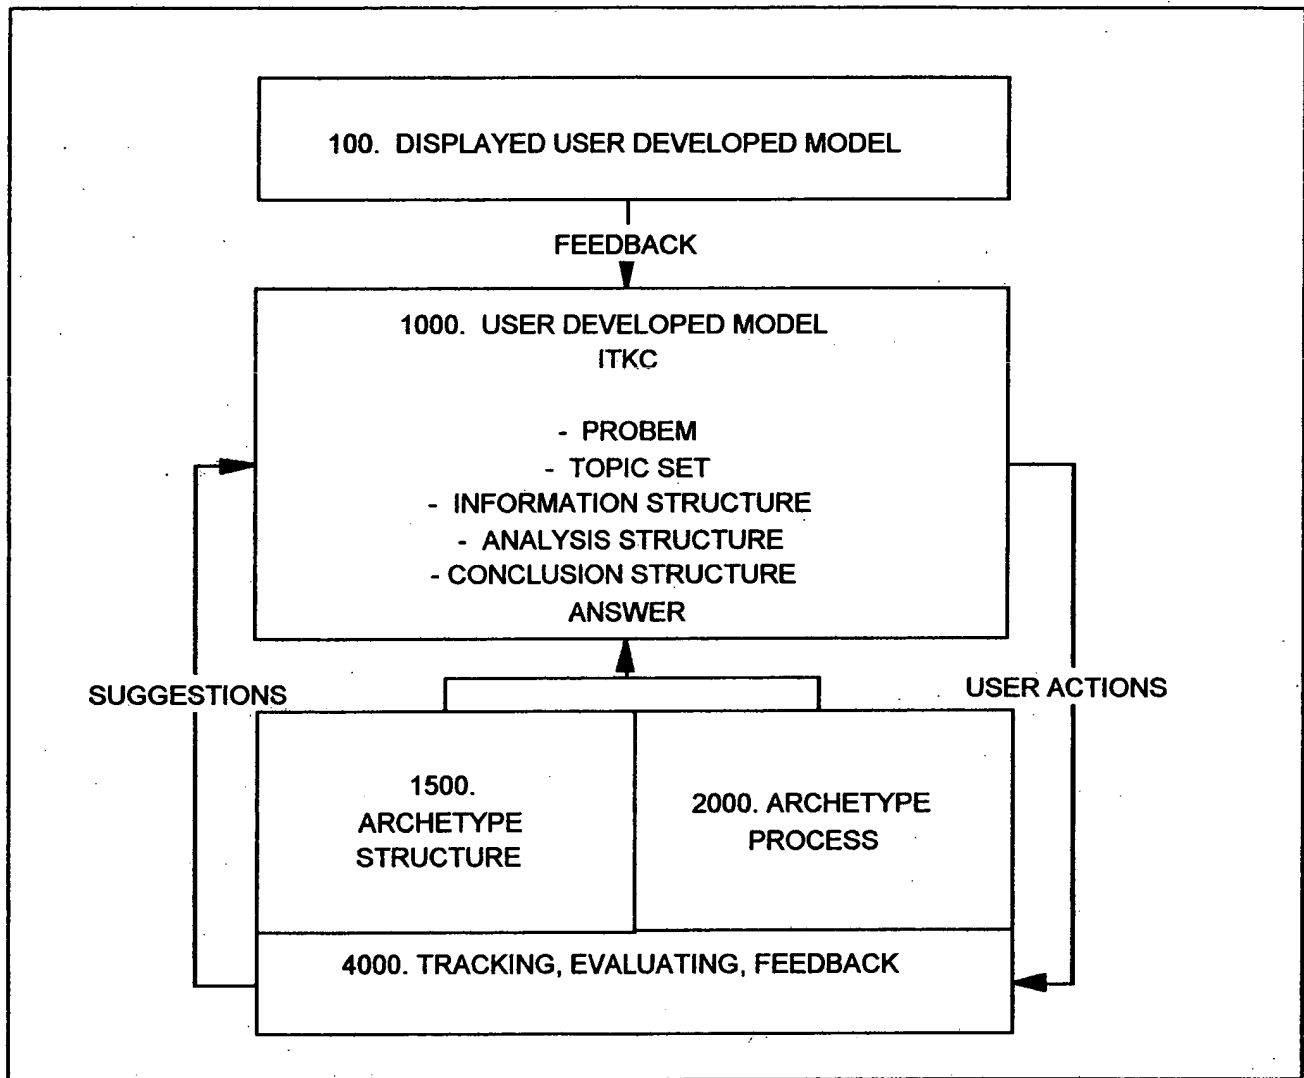 100. DISPLAYED USER DEVELOPED MODEL
FEEDBACK
1000. USER DEVELOPED MODEL
ITKC
- PROBEM
- TOPIC SET
- INFORMATION STRUCTURE
- ANALYSIS STRUCTURE
- CONCLUSION STRUCTURE
ANSWER
SUGGESTIONS
USER ACTIONS
1500.
ARCHETYPE
STRUCTURE
2000. ARCHETYPE
PROCESS
4000. TRACKING, EVALUATING, FEEDBACK